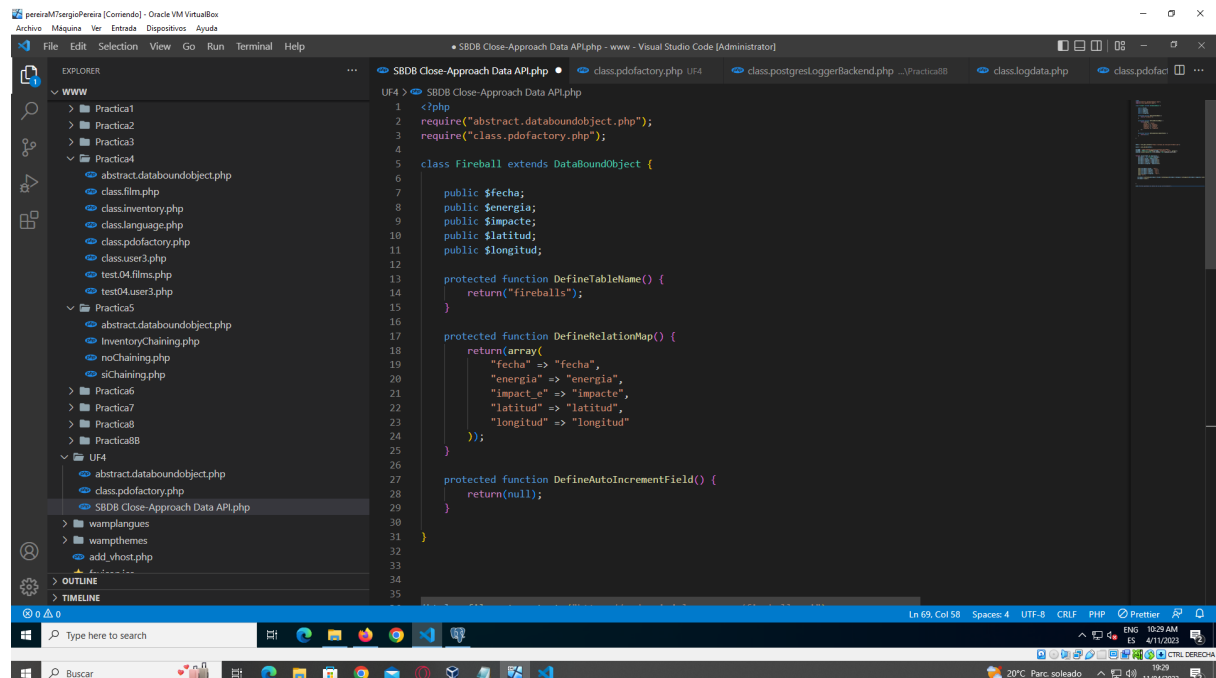 pereiraM7sergioPereira [Corriendo] - Oracle VM VirtualBox
Archivo Máquina Ver Entrada Dispositivos Ayuda
File Edit Selection View Go Run Terminal Help
● SBDB Close-Approach Data API.php - www - Visual Studio Code [Administrator]
EXPLORER
SBDB Close-Approach Data API.php ● class.pdofactory.php UF4 class.postgresLoggerBackend.php ...\Practica8B class.logdata.php class.pdofact
WWW
UF4 > SBDB Close-Approach Data API.php
Practica1
Practica2
Practica3
Practica4
abstract.databoundobject.php
class.film.php
class.inventory.php
class.language.php
class.pdofactory.php
class.user3.php
test.04.films.php
test04.user3.php
Practica5
abstract.databoundobject.php
InventoryChaining.php
noChaining.php
siChaining.php
Practica6
Practica7
Practica8
Practica8B
UF4
abstract.databoundobject.php
class.pdofactory.php
SBDB Close-Approach Data API.php
wamplangues
wampthemes
add_vhost.php
OUTLINE
TIMELINE
1 <?php
2 require("abstract.databoundobject.php");
3 require("class.pdofactory.php");
4
5 class Fireball extends DataBoundObject {
6
7 public $fecha;
8 public $energia;
9 public $impacte;
10 public $latitud;
11 public $longitud;
12
13 protected function DefineTableName() {
14 return("fireballs");
15 }
16
17 protected function DefineRelationMap() {
18 return(array(
19 "fecha" => "fecha",
20 "energia" => "energia",
21 "impact_e" => "impacte",
22 "latitud" => "latitud",
23 "longitud" => "longitud"
24 ));
25 }
26
27 protected function DefineAutoIncrementField() {
28 return(null);
29 }
30
31 }
32
33
34
35
0 0
Ln 69, Col 58 Spaces: 4 UTF-8 CRLF PHP Prettier
Type here to search
ENG 10:29 AM
ES 4/11/2023
CTRL DERECHA
Buscar
20°C Parc. soleado
19:29